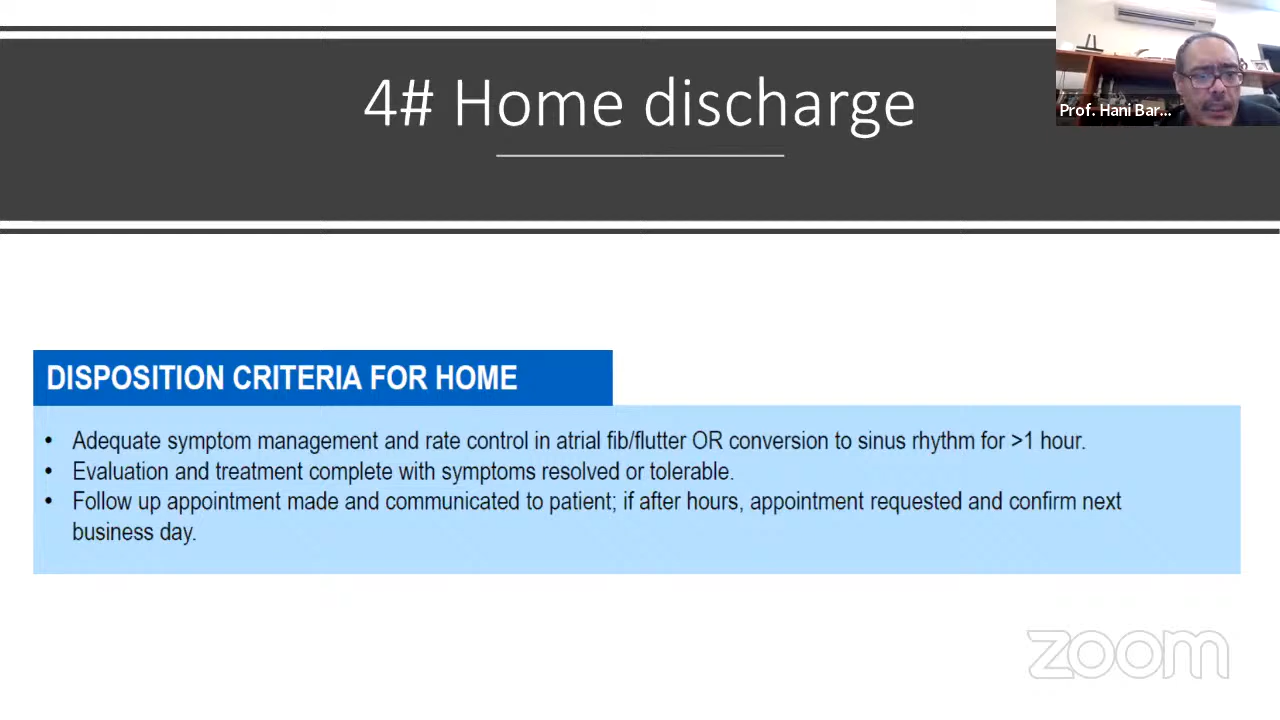 4# Home discharge
Prof. Hani Bar...
DISPOSITION CRITERIA FOR HOME
• Adequate symptom management and rate control in atrial fib/flutter OR conversion to sinus rhythm for >1 hour.
• Evaluation and treatment complete with symptoms resolved or tolerable.
• Follow up appointment made and communicated to patient; if after hours, appointment requested and confirm next
business day.
zoom